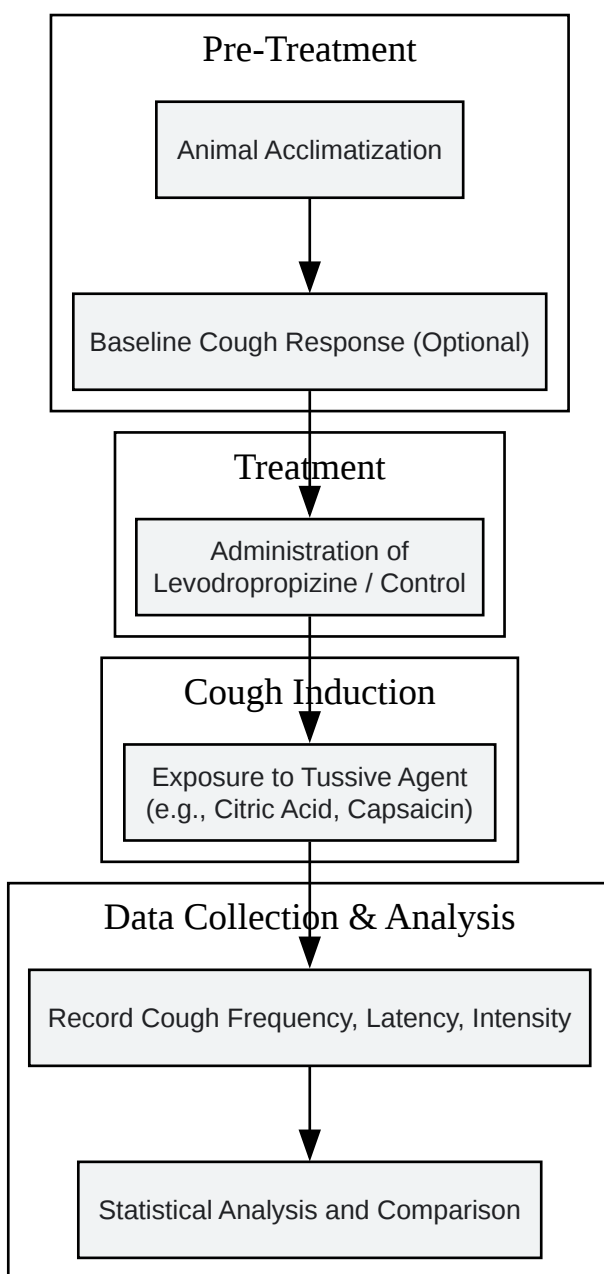 Pre-Treatment
Animal Acclimatization
Baseline Cough Response (Optional)
Treatment
Administration of
Levodropropizine / Control
Cough Induction
Exposure to Tussive Agent
(e.g., Citric Acid, Capsaicin)
Data Collection & Analysis
Record Cough Frequency, Latency, Intensity
Statistical Analysis and Comparison